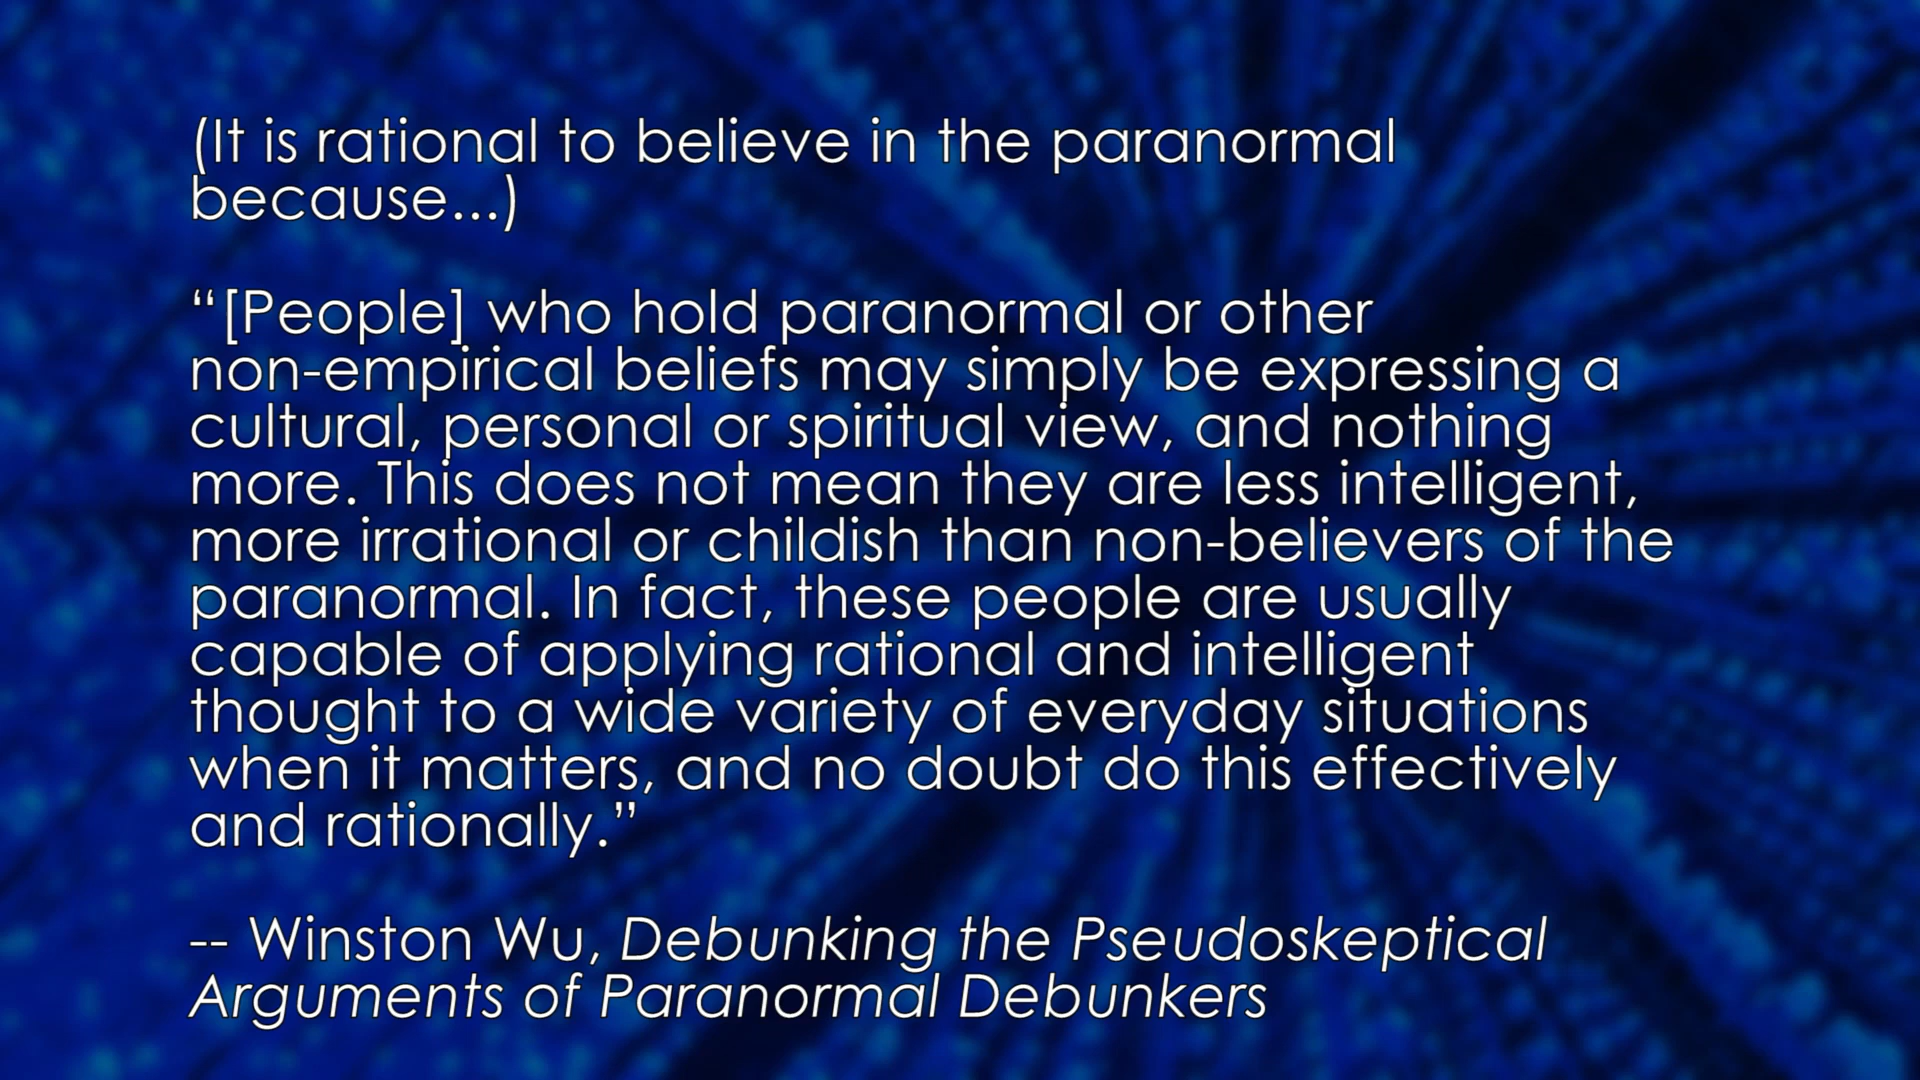 (It is rational to believe in the paranormal
because...)
“[People] who hold paranormal or other
non-empirical beliefs may simply be expressing a
cultural, personal or spiritual view, and nothing
more. This does not mean they are less intelligent,
more irrational or childish than non-believers of the
paranormal. In fact, these people are usually
capable of applying rational and intelligent
thought to a wide variety of everyday situations
when it matters, and no doubt do this effectively
and rationally.”
-- Winston Wu, Debunking the Pseudoskeptical
Arguments of Paranormal Debunkers